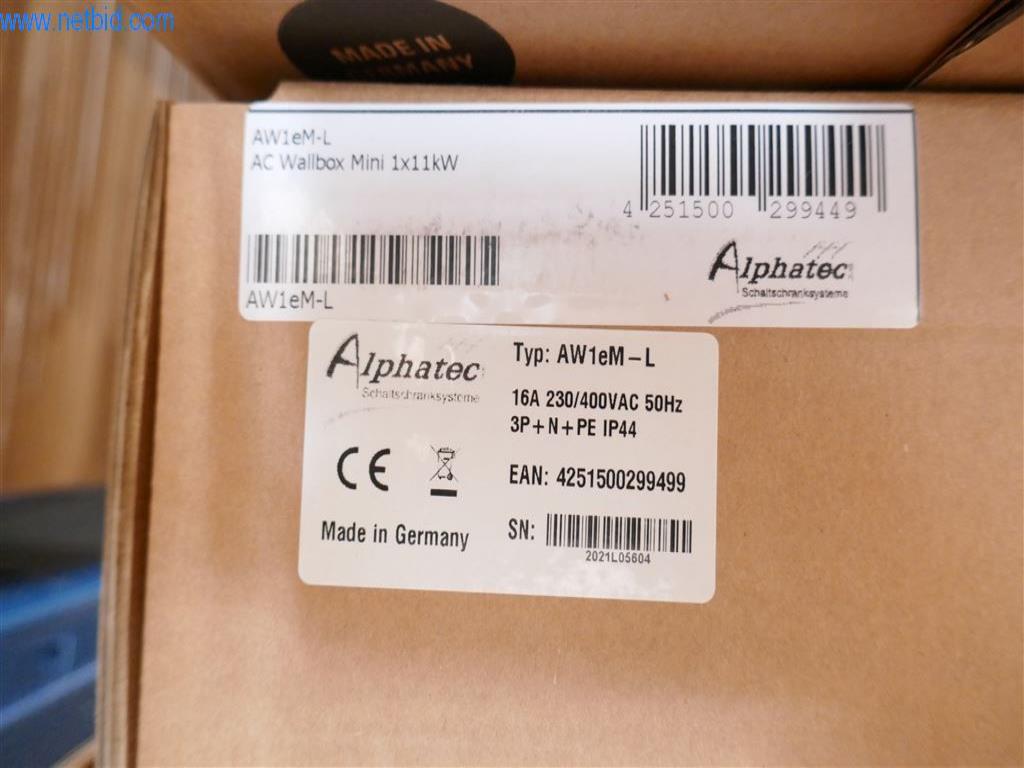 www.netbid.com
MADE IN
GERMANY
AW1eM-L
AC Wallbox Mini 1x11kW
4 251500 299449
AW1eM-L
Alphatec
Schaltschranksysteme
Alphatec
Schaltschranksysteme
Typ: AW1eM-L
16A 230/400VAC 50Hz
3P+N+PE IP44
CE
EAN: 4251500299499
Made in Germany
SN:
2021L05604